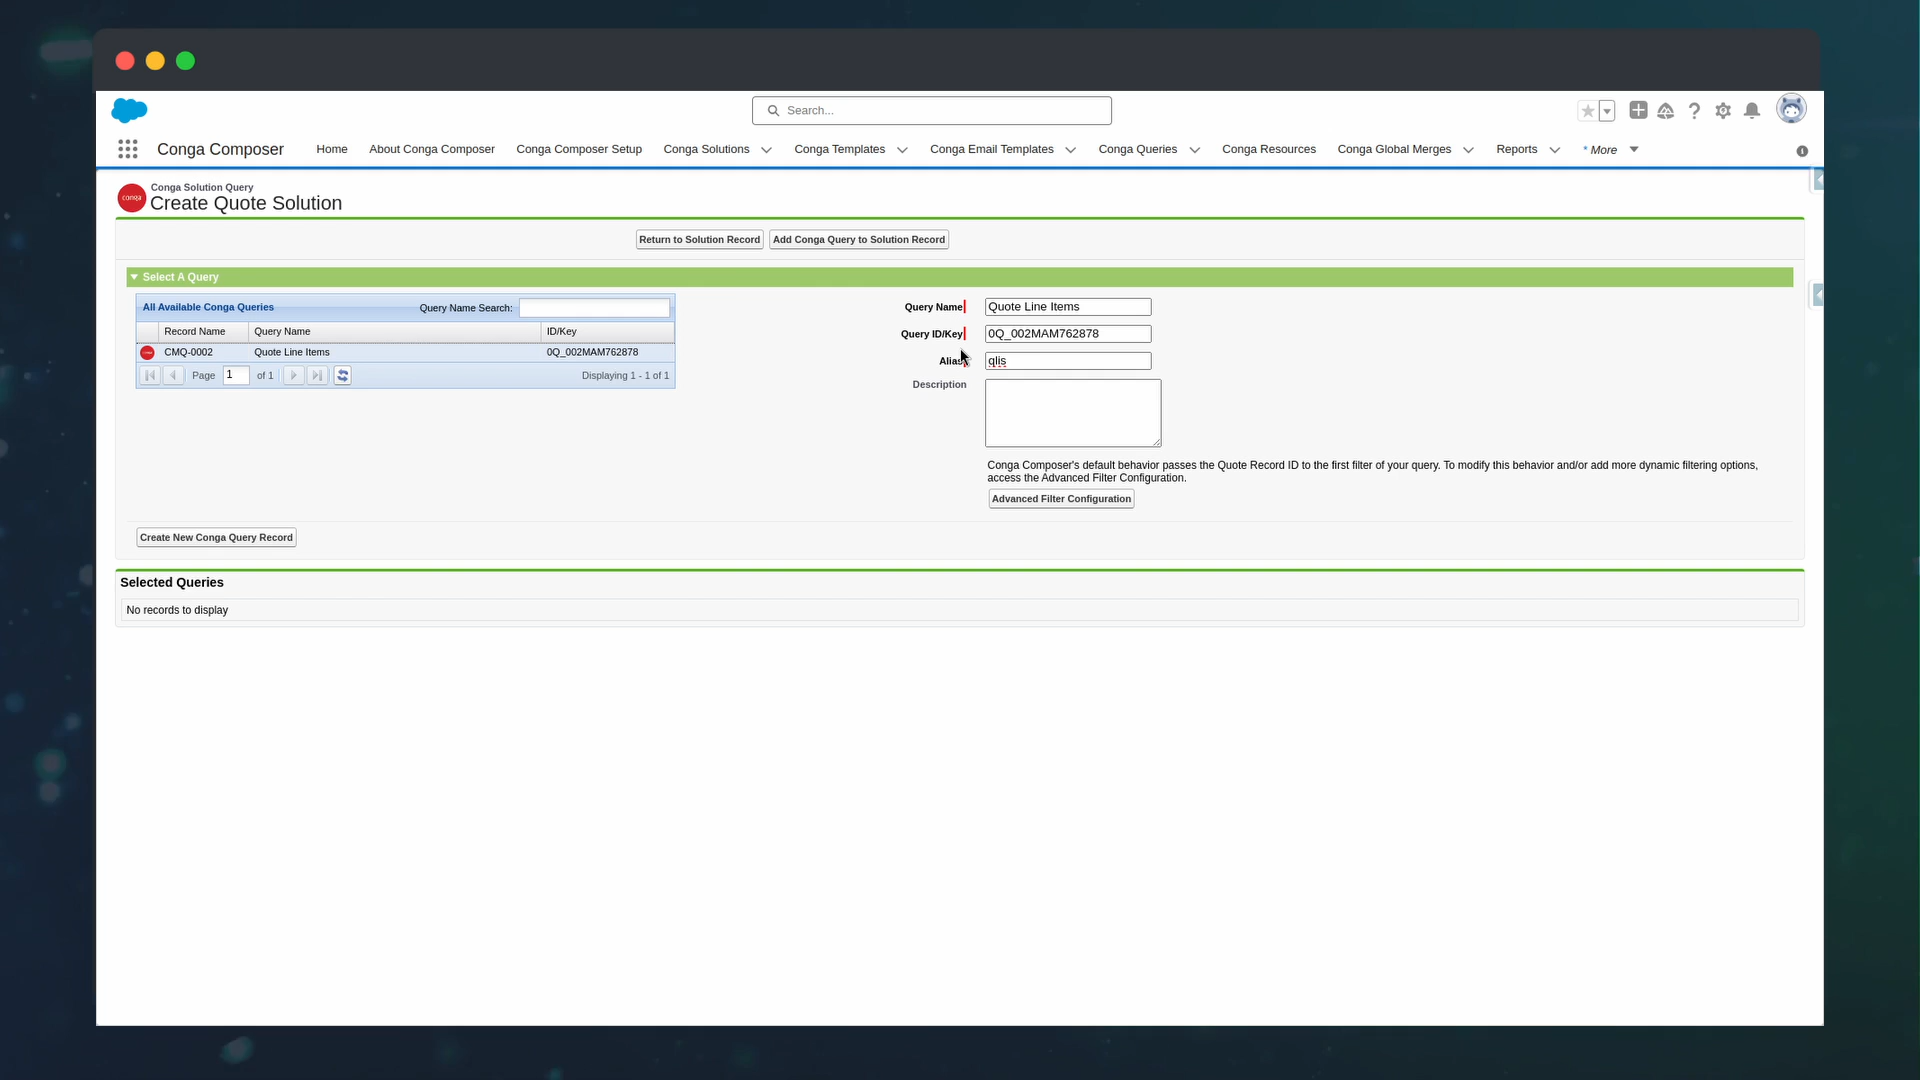 Search...
Conga Composer Home About Conga Composer Conga Composer Setup Conga Solutions Conga Templates Conga Email Templates Conga Queries Conga Resources Conga Global Merges Reports * More
conga
Conga Solution Query
Create Quote Solution
Return to Solution Record Add Conga Query to Solution Record
Select A Query
All Available Conga Queries Query Name Search:
Record Name Query Name ID/Key
CMQ-0002 Quote Line Items 0Q_002MAM762878
Page 1 of 1 Displaying 1 - 1 of 1
Query Name Quote Line Items
Query ID/Key 0Q_002MAM762878
Alias qlis
Description
Conga Composer's default behavior passes the Quote Record ID to the first filter of your query. To modify this behavior and/or add more dynamic filtering options,
access the Advanced Filter Configuration.
Advanced Filter Configuration
Create New Conga Query Record
Selected Queries
No records to display